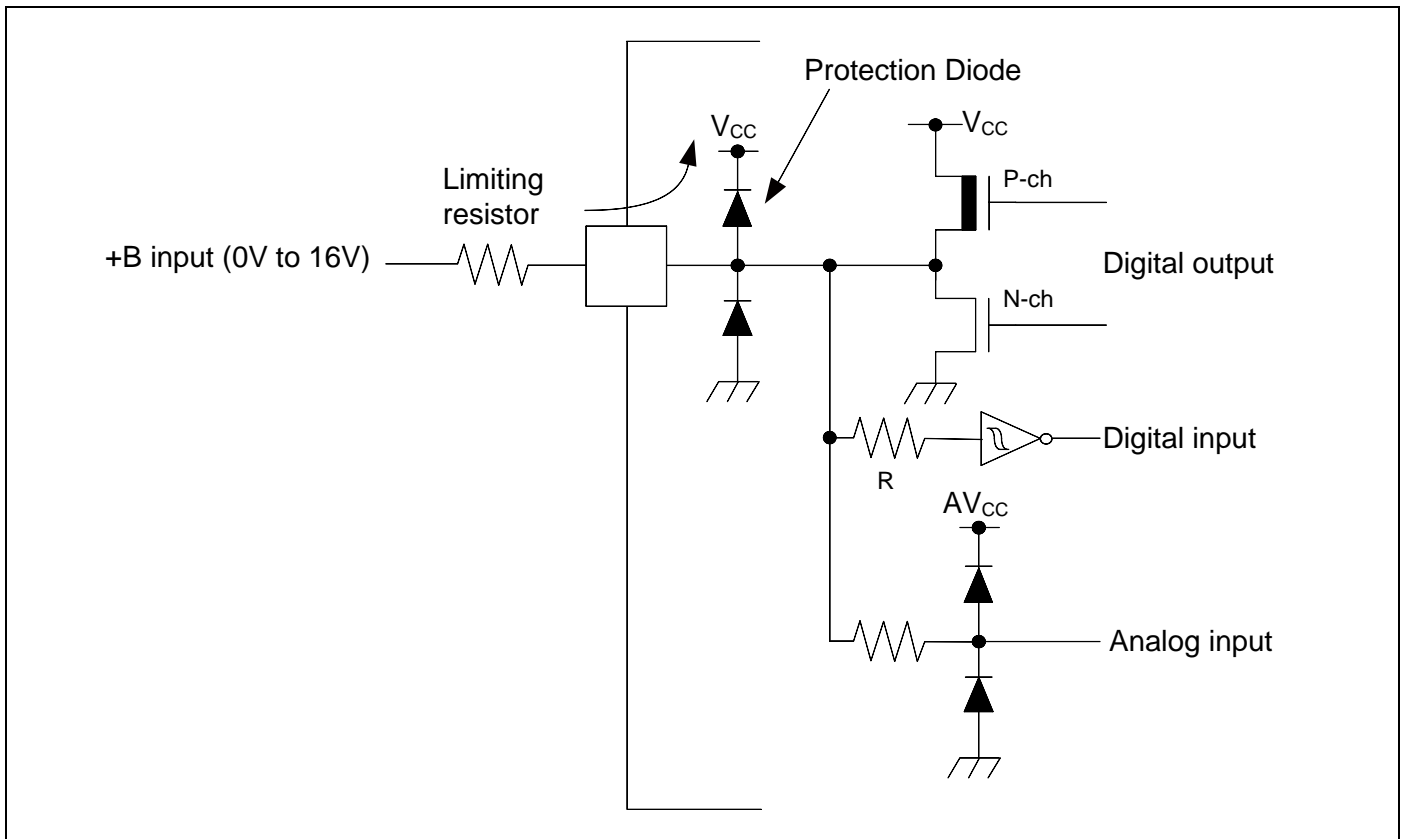 Protection Diode
VCC
VCC
P-ch
Limiting
resistor
+B input (0V to 16V)
Digital output
N-ch
Digital input
R
AVCC
Analog input